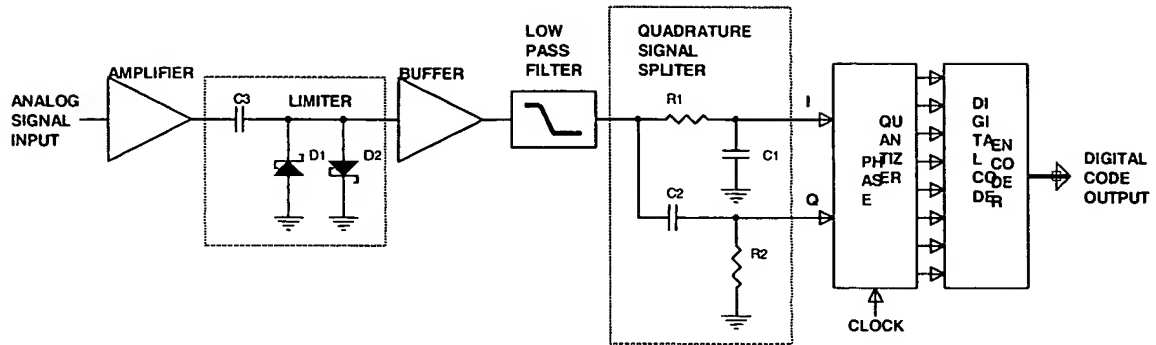 ANALOG
SIGNAL
INPUT
AMPLIFIER
C3
LIMITER
D1
D2
BUFFER
LOW
PASS
FILTER
QUADRATURE
SIGNAL
SPLITER
R1
C1
C2
R2
I
Q
PHASE
QUANTIZER
CLOCK
DIGITAL CODE
ENCODER
DIGITAL
CODE
OUTPUT